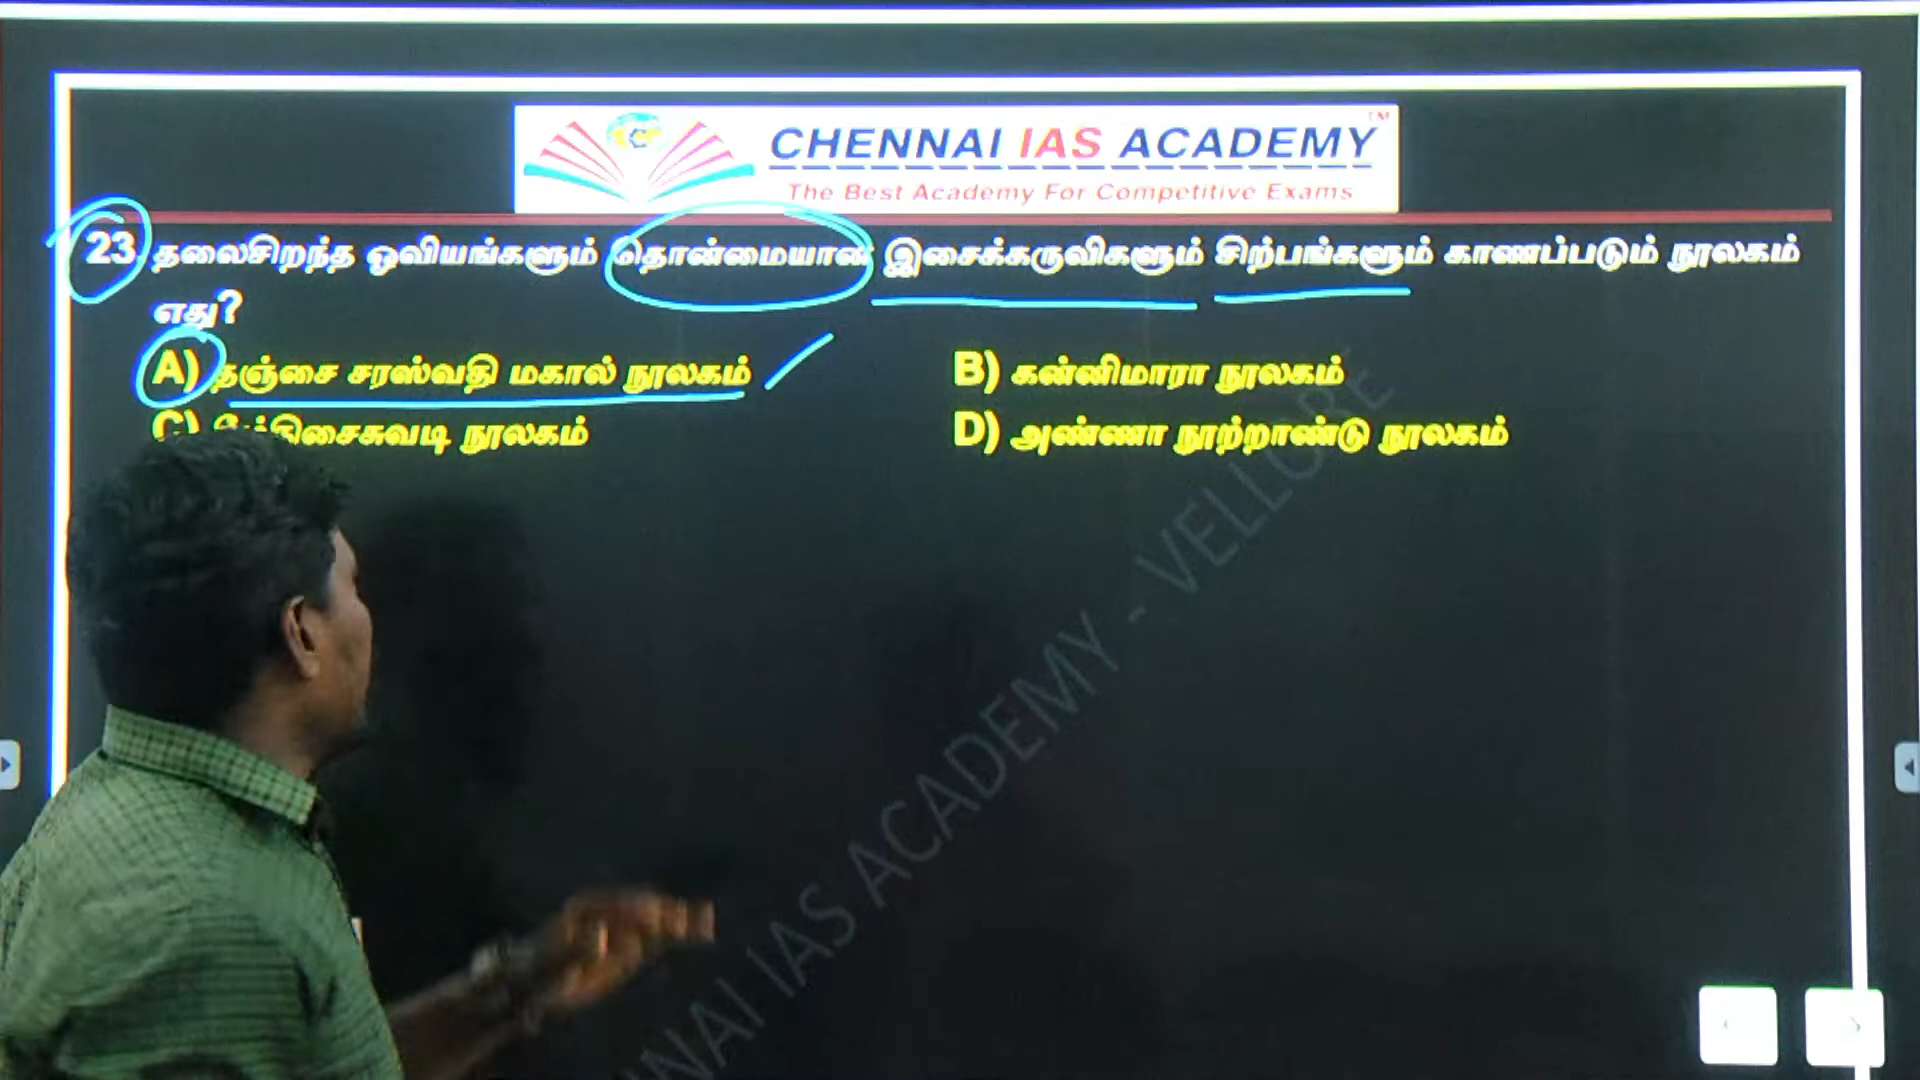 CHENNAI IAS ACADEMY TM
The Best Academy For Competitive Exams
23. தலைசிறந்த ஓவியங்களும் தொன்மையான இசைக்கருவிகளும் சிற்பங்களும் காணப்படும் நூலகம்
எது?
A) தஞ்சை சரஸ்வதி மகால் நூலகம்
B) கன்னிமாரா நூலகம்
C) நூலகம்
D) அண்ணா நூற்றாண்டு நூலகம்
CHENNAI IAS ACADEMY - VELLORE